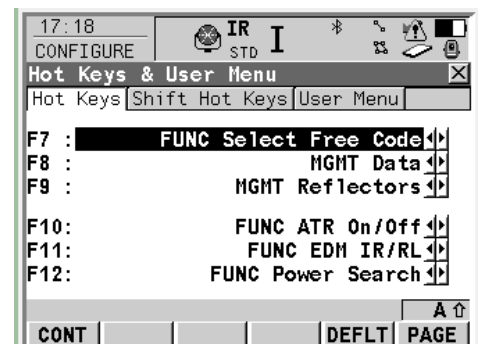 17:18
CONFIGURE
IR
STD
I
Hot Keys & User Menu
Hot Keys Shift Hot Keys User Menu
F7 : FUNC Select Free Code
F8 : MGMT Data
F9 : MGMT Reflectors
F10: FUNC ATR On/Off
F11: FUNC EDM IR/RL
F12: FUNC Power Search
A
CONT DEFLT PAGE